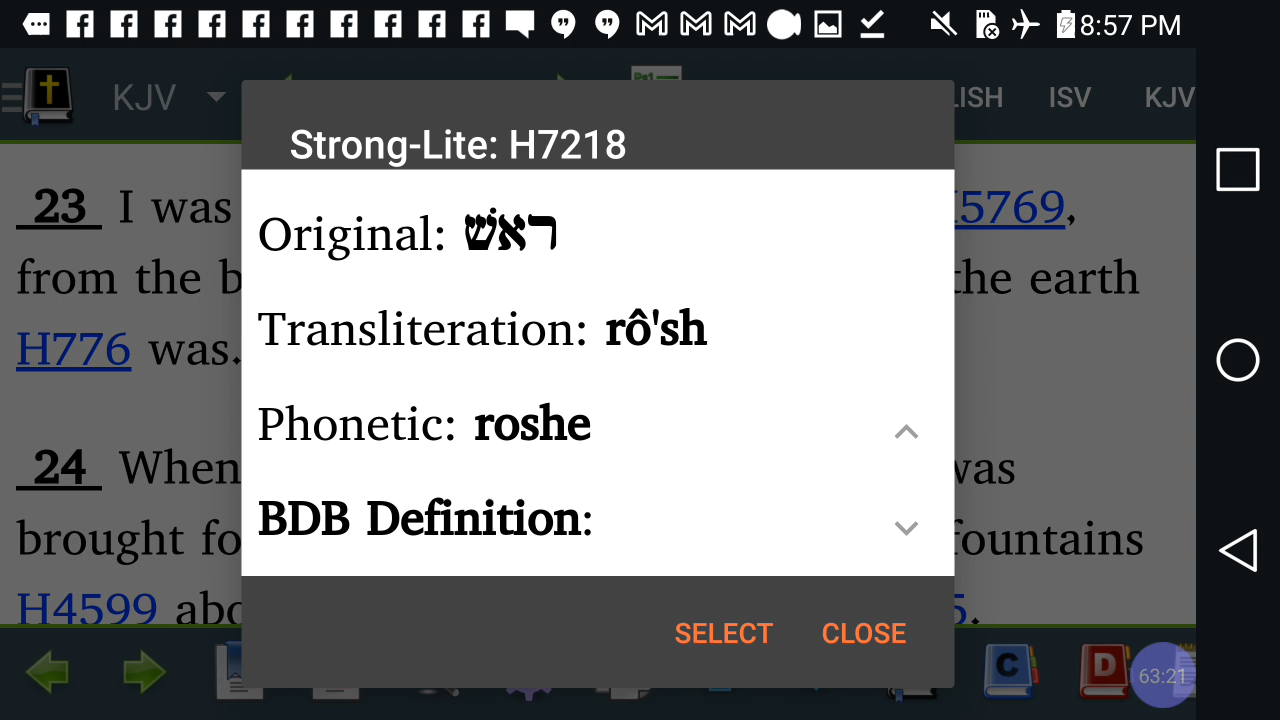 8:57 PM
KJV LISH ISV KJV
Strong-Lite: H7218
23 I was H5769,
Original: רֹאשׁ
from the b the earth
Transliteration: rô'sh
H776 was.
Phonetic: roshe
24 When was
BDB Definition:
brought fo fountains
H4599 abo 5.
SELECT CLOSE
C D 63:21